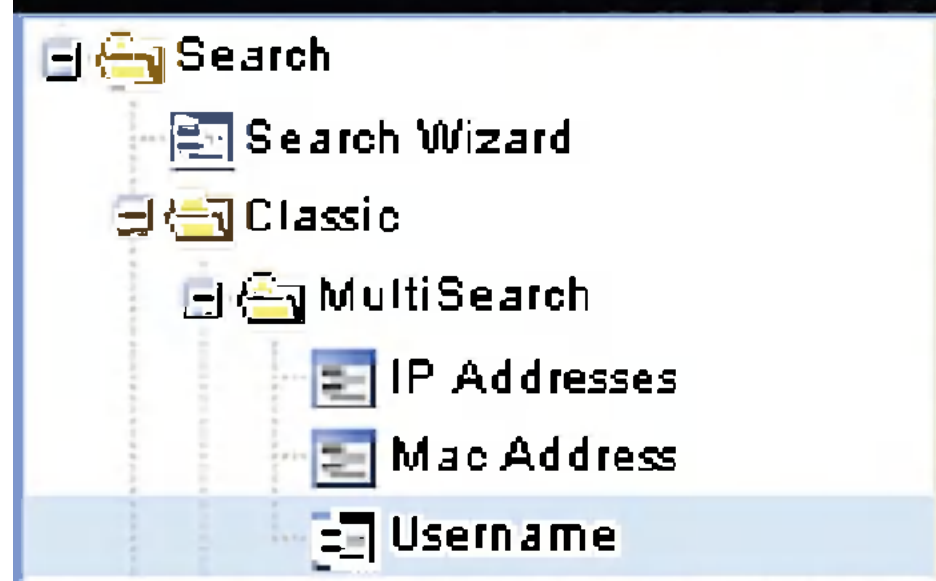 Search
Search Wizard
Classic
MultiSearch
IP Addresses
Mac Address
Username